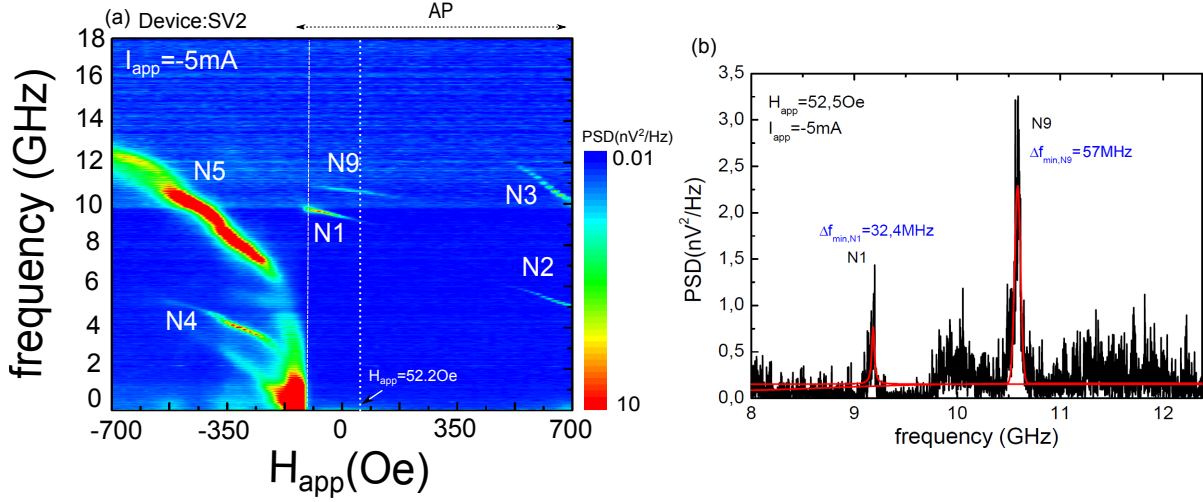 (a) Device:SV2
AP
I_app=-5mA
frequency (GHz)
18
16
14
12
10
8
6
4
2
0
N5
N9
N1
N3
N2
N4
H_app=52.2Oe
-700
-350
0
350
700
H_app(Oe)
PSD(nV²/Hz)
0.01
10
(b)
PSD(nV²/Hz)
3,5
3,0
2,5
2,0
1,5
1,0
0,5
0,0
H_app=52,5Oe
I_app=-5mA
N9
Δf_min,N9=57MHz
Δf_min,N1=32,4MHz
N1
8
9
10
11
12
frequency (GHz)